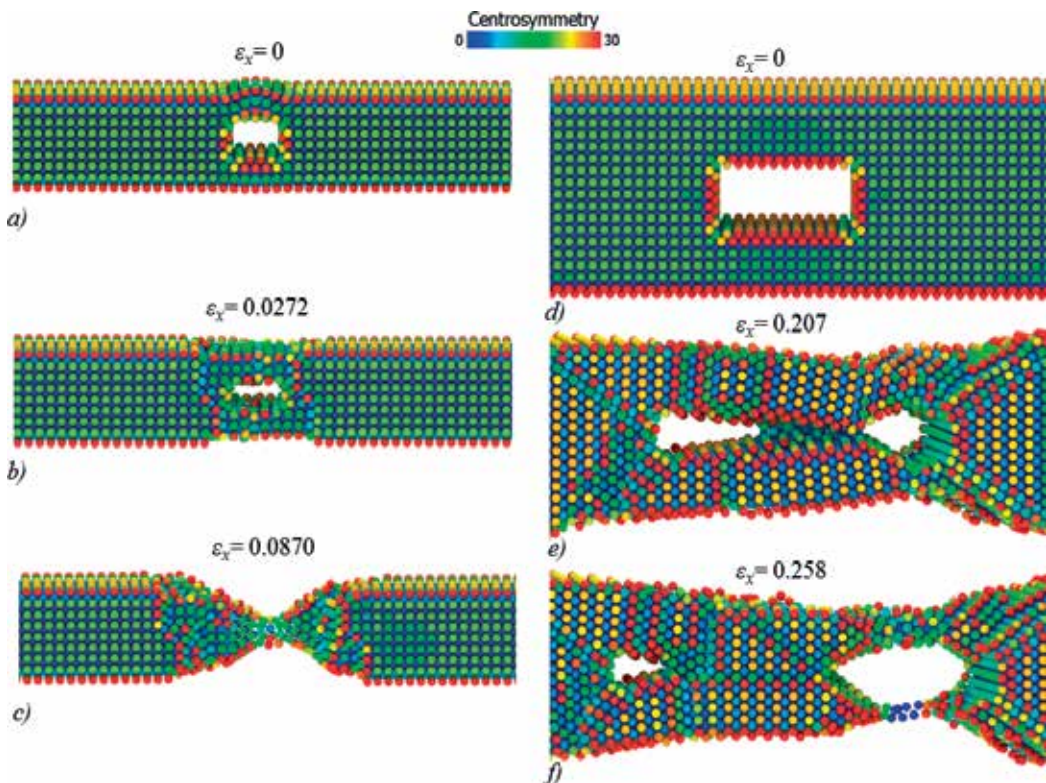 Centrosymmetry
0 30
εx= 0
a)
εx= 0.0272
b)
εx= 0.0870
c)
εx= 0
d)
εx= 0.207
e)
εx= 0.258
f)